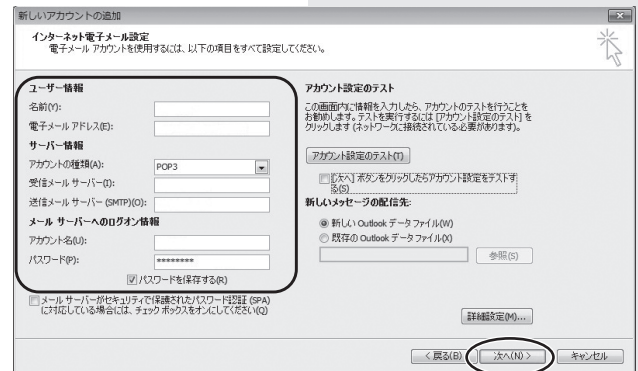 新しいアカウントの追加
インターネット電子メール設定
電子メール アカウントを使用するには、以下の項目をすべて設定してください。
ユーザー情報
名前(Y):
電子メール アドレス(E):
サーバー情報
アカウントの種類(A):
POP3
受信メール サーバー(I):
送信メール サーバー (SMTP)(O):
メール サーバーへのログオン情報
アカウント名(U):
パスワード(P):
********
パスワードを保存する(R)
メール サーバーがセキュリティで保護されたパスワード認証 (SPA)
に対応している場合には、チェック ボックスをオンにしてください(Q)
アカウント設定のテスト
この画面内に情報を入力したら、アカウントのテストを行うことを
お勧めします。テストを実行するには [アカウント設定のテスト] を
クリックします (ネットワークに接続されている必要があります)。
アカウント設定のテスト(T)
[次へ] ボタンをクリックしたらアカウント設定をテストす
る(S)
新しいメッセージの配信先:
新しい Outlook データ ファイル(W)
既存の Outlook データ ファイル(X)
参照(S)
詳細設定(M)...
< 戻る(B)
次へ(N) >
キャンセル